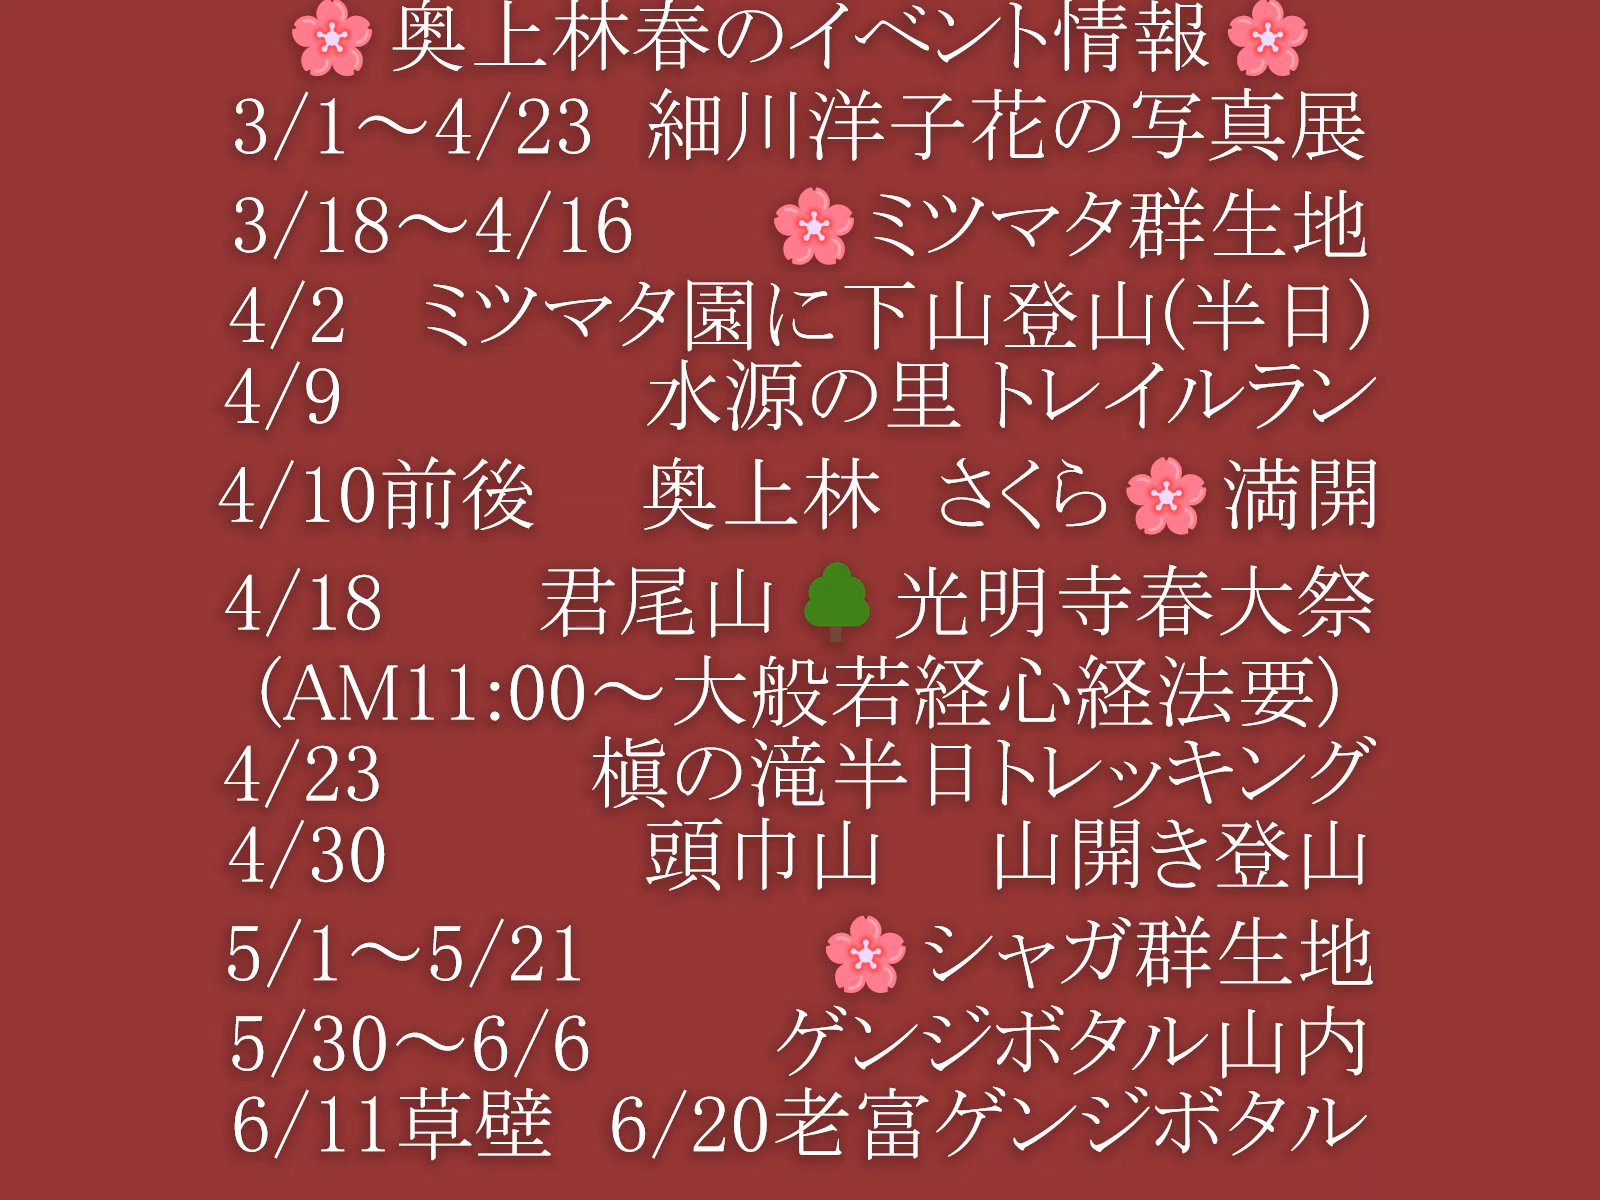 🌸奥上林春のイベント情報🌸
3/1～4/23 細川洋子花の写真展
3/18～4/16 🌸ミツマタ群生地
4/2 ミツマタ園に下山登山(半日)
4/9 水源の里 トレイルラン
4/10前後 奥上林 さくら🌸満開
4/18 君尾山🌳光明寺春大祭
(AM11:00～大般若経心経法要)
4/23 槇の滝半日トレッキング
4/30 頭巾山 山開き登山
5/1～5/21 🌸シャガ群生地
5/30～6/6 ゲンジボタル山内
6/11草壁 6/20老富ゲンジボタル